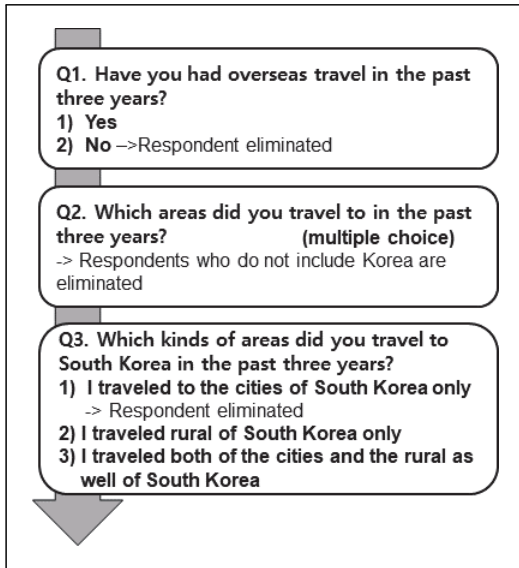 Q1. Have you had overseas travel in the past
three years?
1) Yes
2) No –>Respondent eliminated
Q2. Which areas did you travel to in the past
three years? (multiple choice)
-> Respondents who do not include Korea are
eliminated
Q3. Which kinds of areas did you travel to
South Korea in the past three years?
1) I traveled to the cities of South Korea only
-> Respondent eliminated
2) I traveled rural of South Korea only
3) I traveled both of the cities and the rural as
well of South Korea